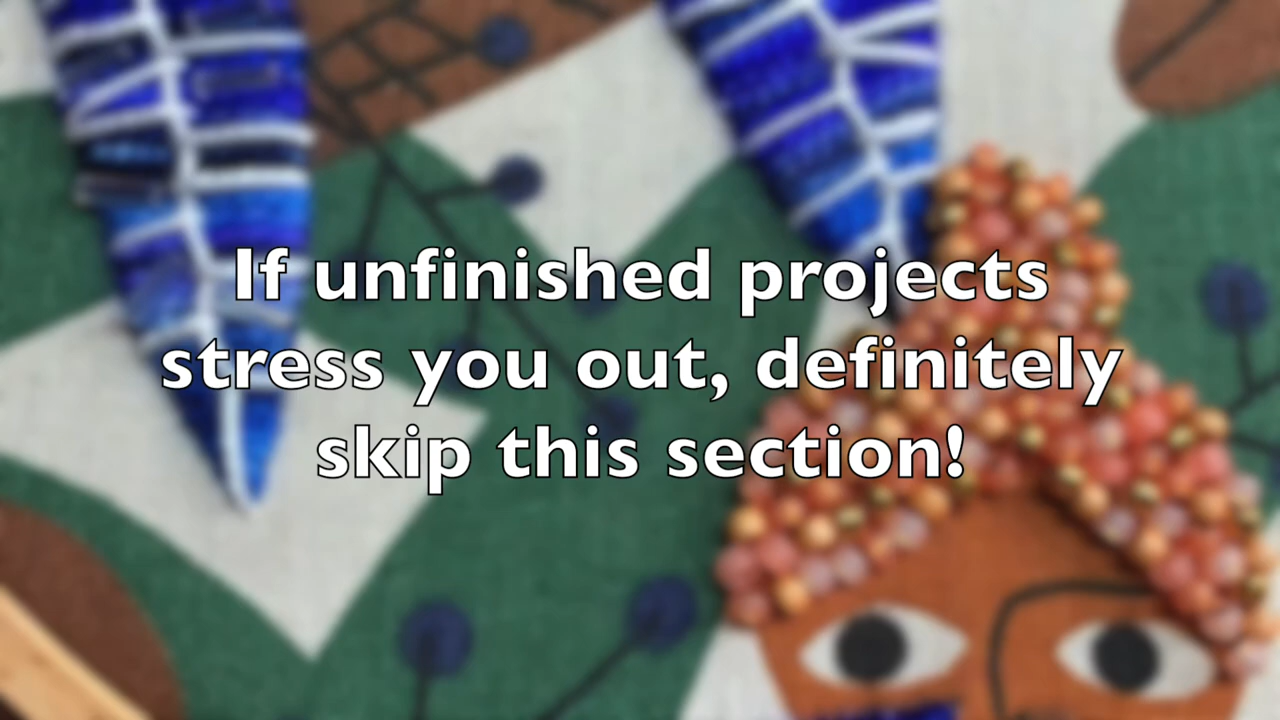 If unfinished projects
stress you out, definitely
skip this section!